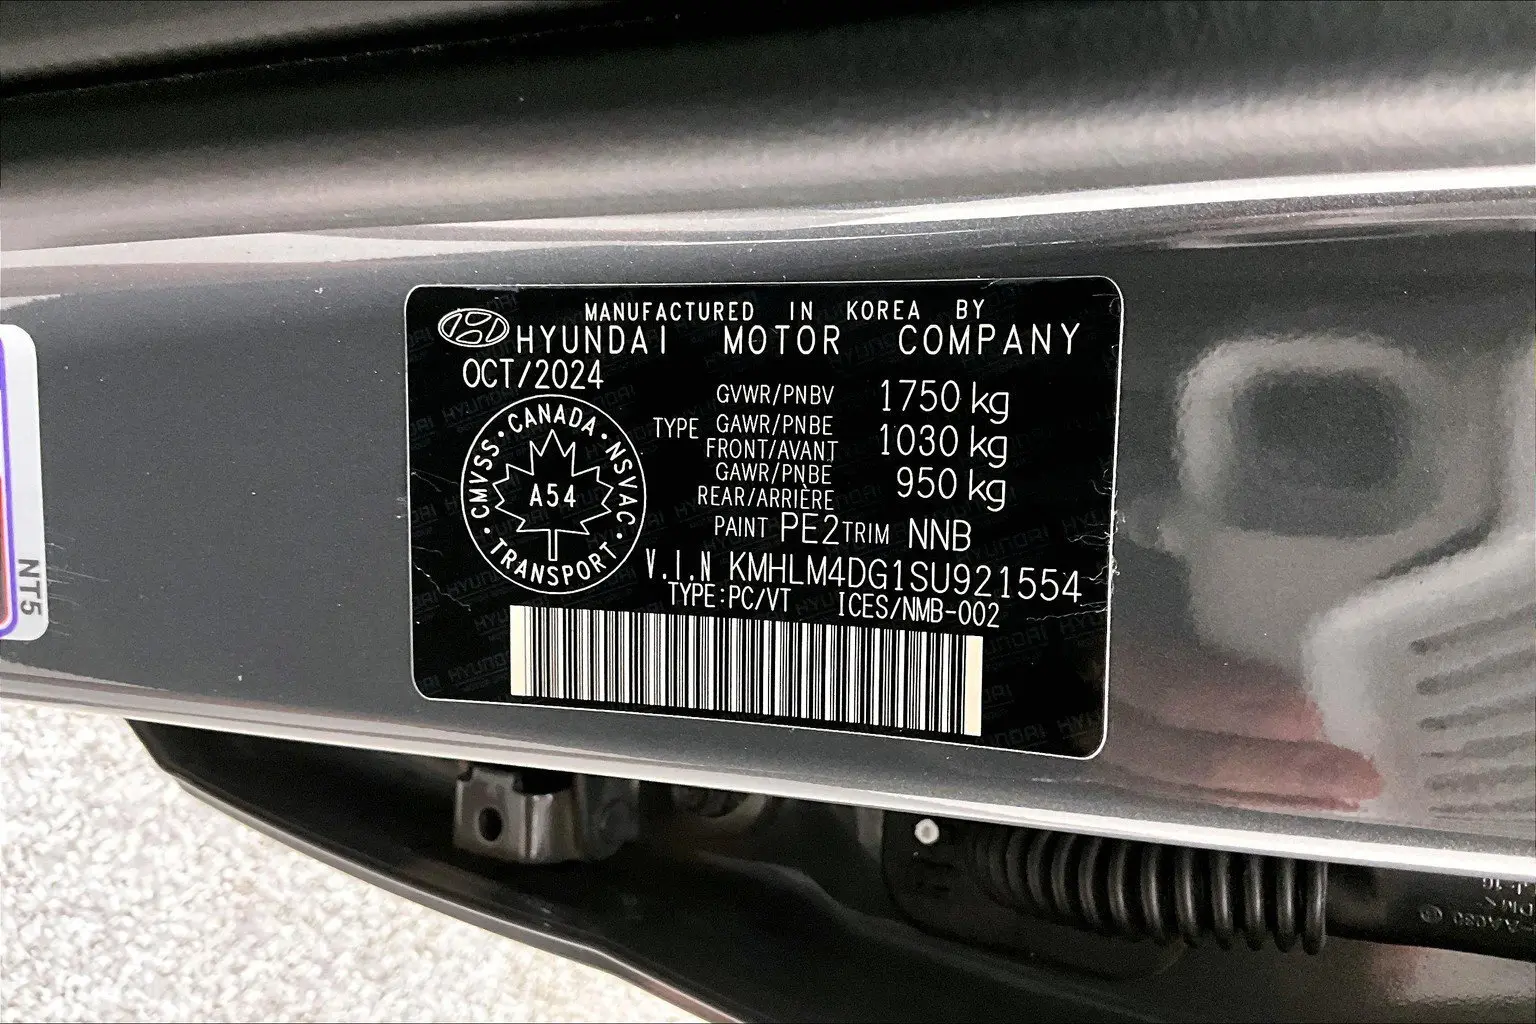 MANUFACTURED IN KOREA BY
HYUNDAI MOTOR COMPANY
OCT/2024
GVWR/PNBV 1750 kg
TYPE GAWR/PNBE FRONT/AVANT 1030 kg
GAWR/PNBE REAR/ARRIÈRE 950 kg
CANADA · NSVAC · TRANSPORT · CMVSS ·
A54
PAINT PE2 TRIM NNB
V.I.N KMHLM4DG1SU921554
TYPE:PC/VT ICES/NMB-002
NT5